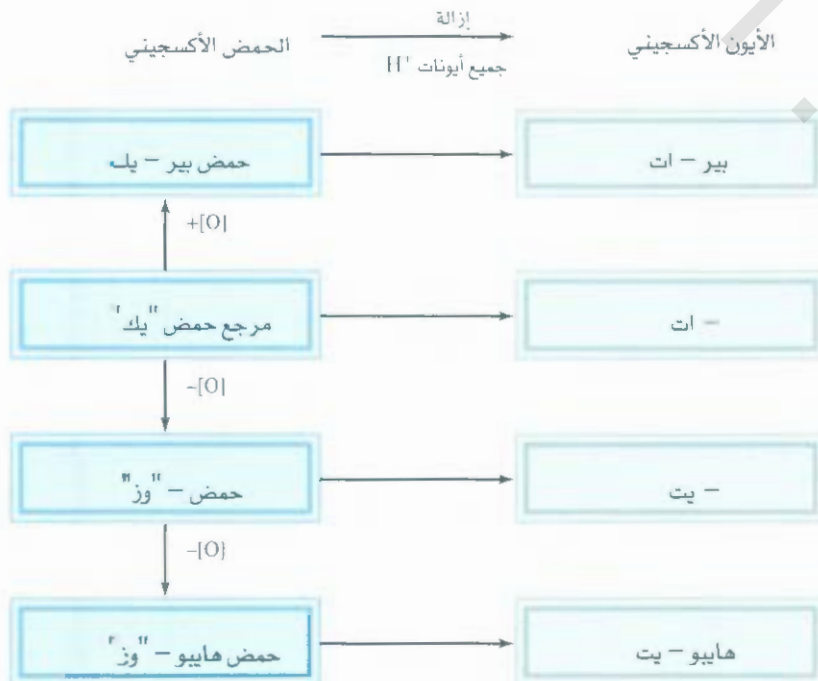 إزالة
الحمض الأكسجيني
الأيون الأكسجيني
جميع أيونات H⁺
حمض بير – يك
بير – ات
+[O]
مرجع حمض "يك"
– ات
–[O]
حمض – "وز"
– يت
–[O]
حمض هايبو – "وز"
هايبو – يت